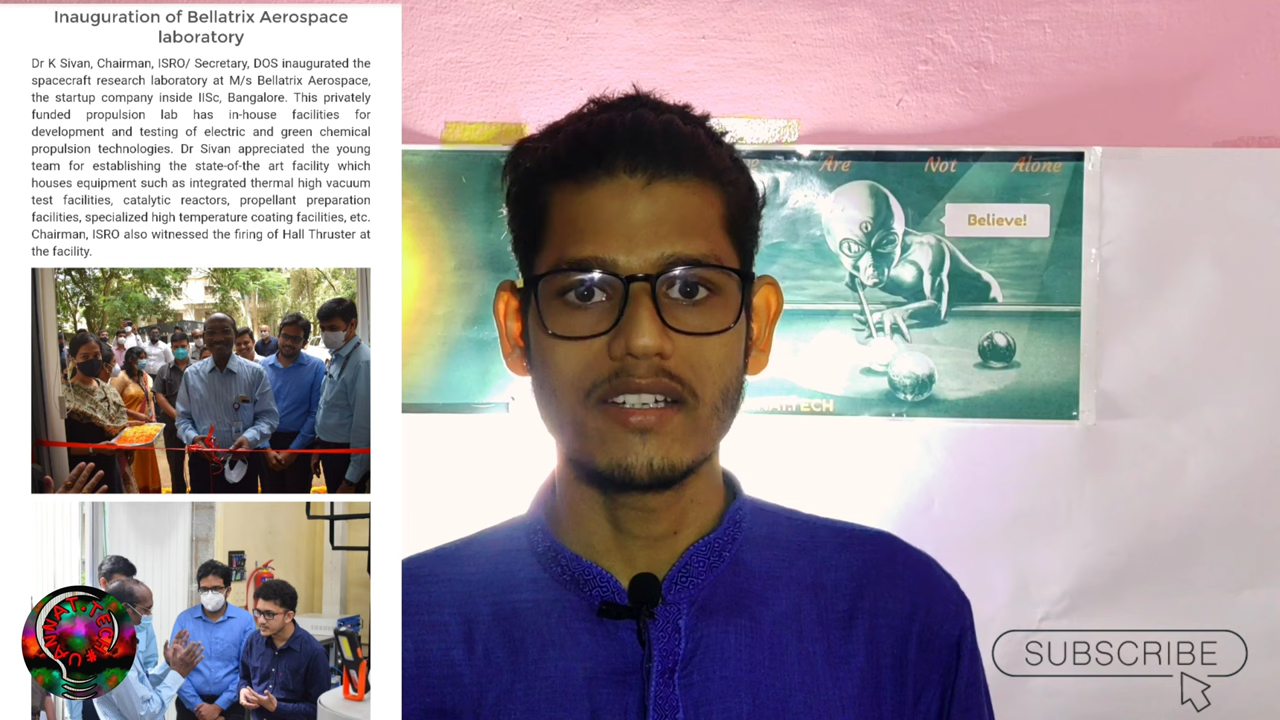 Inauguration of Bellatrix Aerospace
laboratory
Dr K Sivan, Chairman, ISRO/ Secretary, DOS inaugurated the
spacecraft research laboratory at M/s Bellatrix Aerospace,
the startup company inside IISc, Bangalore. This privately
funded propulsion lab has in-house facilities for
development and testing of electric and green chemical
propulsion technologies. Dr Sivan appreciated the young
team for establishing the state-of-the art facility which
houses equipment such as integrated thermal high vacuum
test facilities, catalytic reactors, propellant preparation
facilities, specialized high temperature coating facilities, etc.
Chairman, ISRO also witnessed the firing of Hall Thruster at
the facility.
Are Not Alone
Believe!
SUBSCRIBE